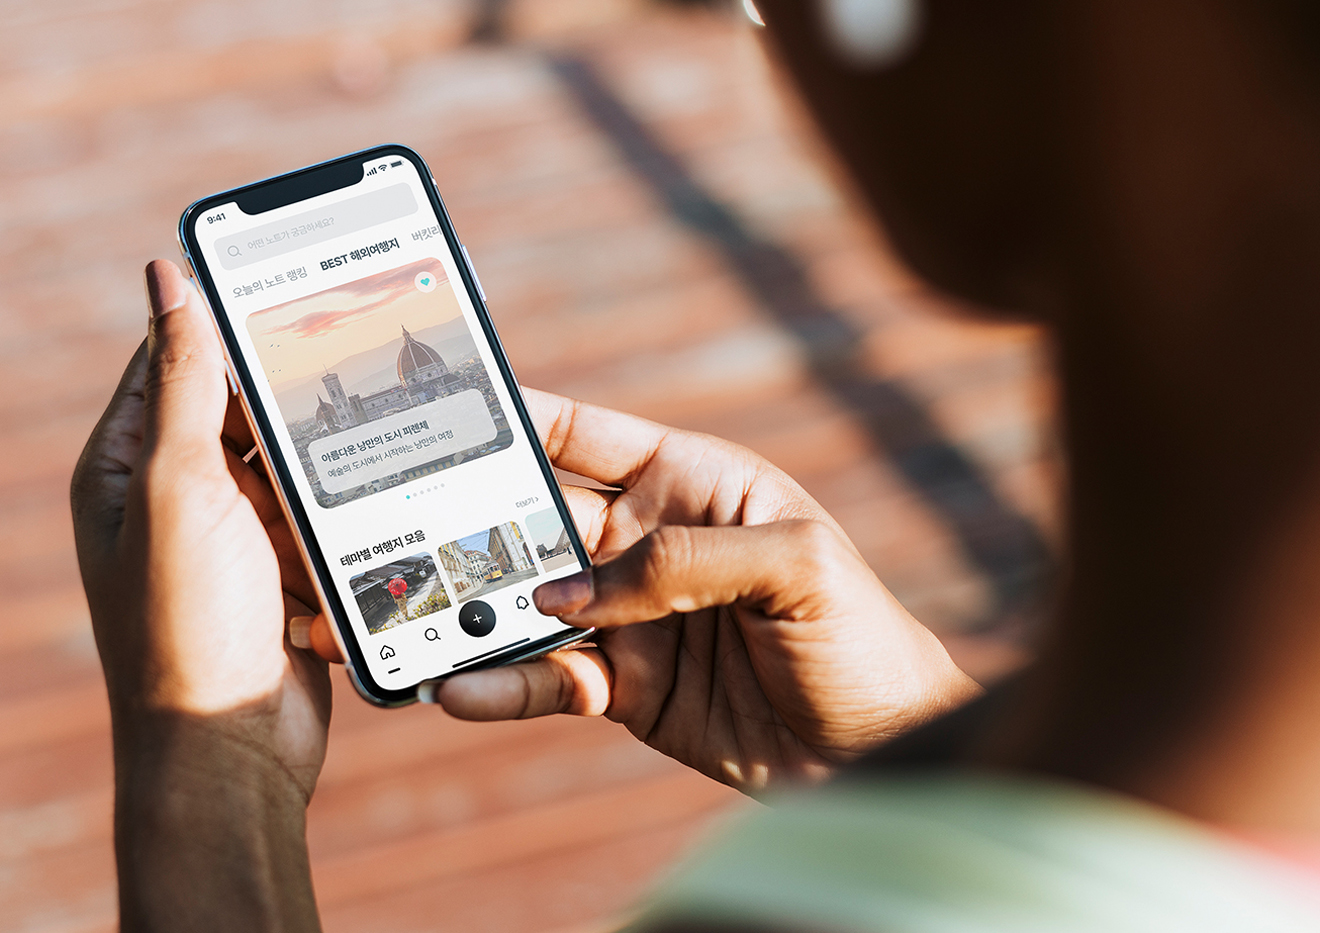 9:41
어떤 노트가 궁금하세요?
오늘의 노트 랭킹 BEST 해외여행지 버킷리
아름다운 낭만의 도시 피렌체
예술의 도시에서 시작하는 낭만의 여정
더보기 >
테마별 여행지 모음